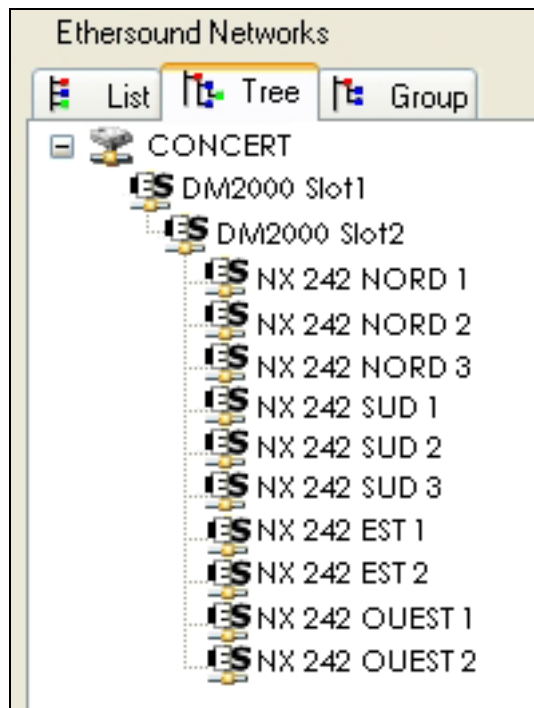 Ethersound Networks
List Tree Group
CONCERT
ES DM2000 Slot1
ES DM2000 Slot2
ES NX 242 NORD 1
ES NX 242 NORD 2
ES NX 242 NORD 3
ES NX 242 SUD 1
ES NX 242 SUD 2
ES NX 242 SUD 3
ES NX 242 EST 1
ES NX 242 EST 2
ES NX 242 OUEST 1
ES NX 242 OUEST 2